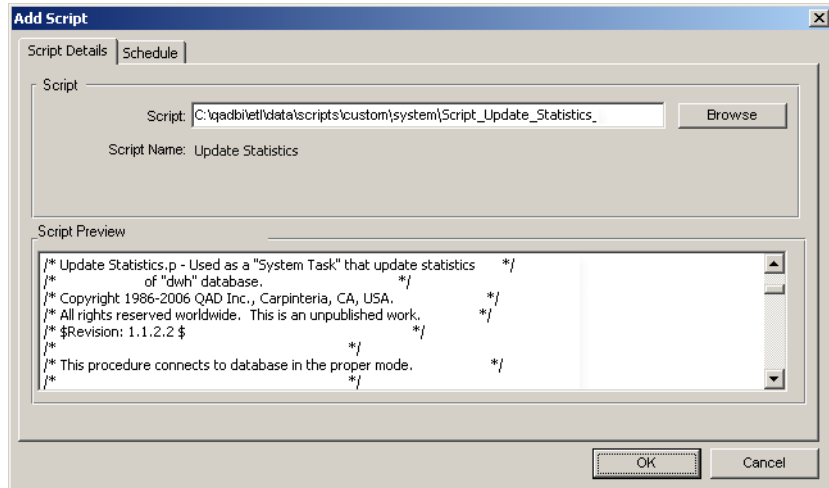 Add Script
Script Details Schedule
Script
Script: C:\qadbi\etl\data\scripts\custom\system\Script_Update_Statistics_ Browse
Script Name: Update Statistics
Script Preview
/* Update Statistics.p - Used as a "System Task" that update statistics */
/* of "dwh" database. */
/* Copyright 1986-2006 QAD Inc., Carpinteria, CA, USA. */
/* All rights reserved worldwide. This is an unpublished work. */
/* $Revision: 1.1.2.2 $ */
/* */
/* This procedure connects to database in the proper mode. */
/* */
OK Cancel